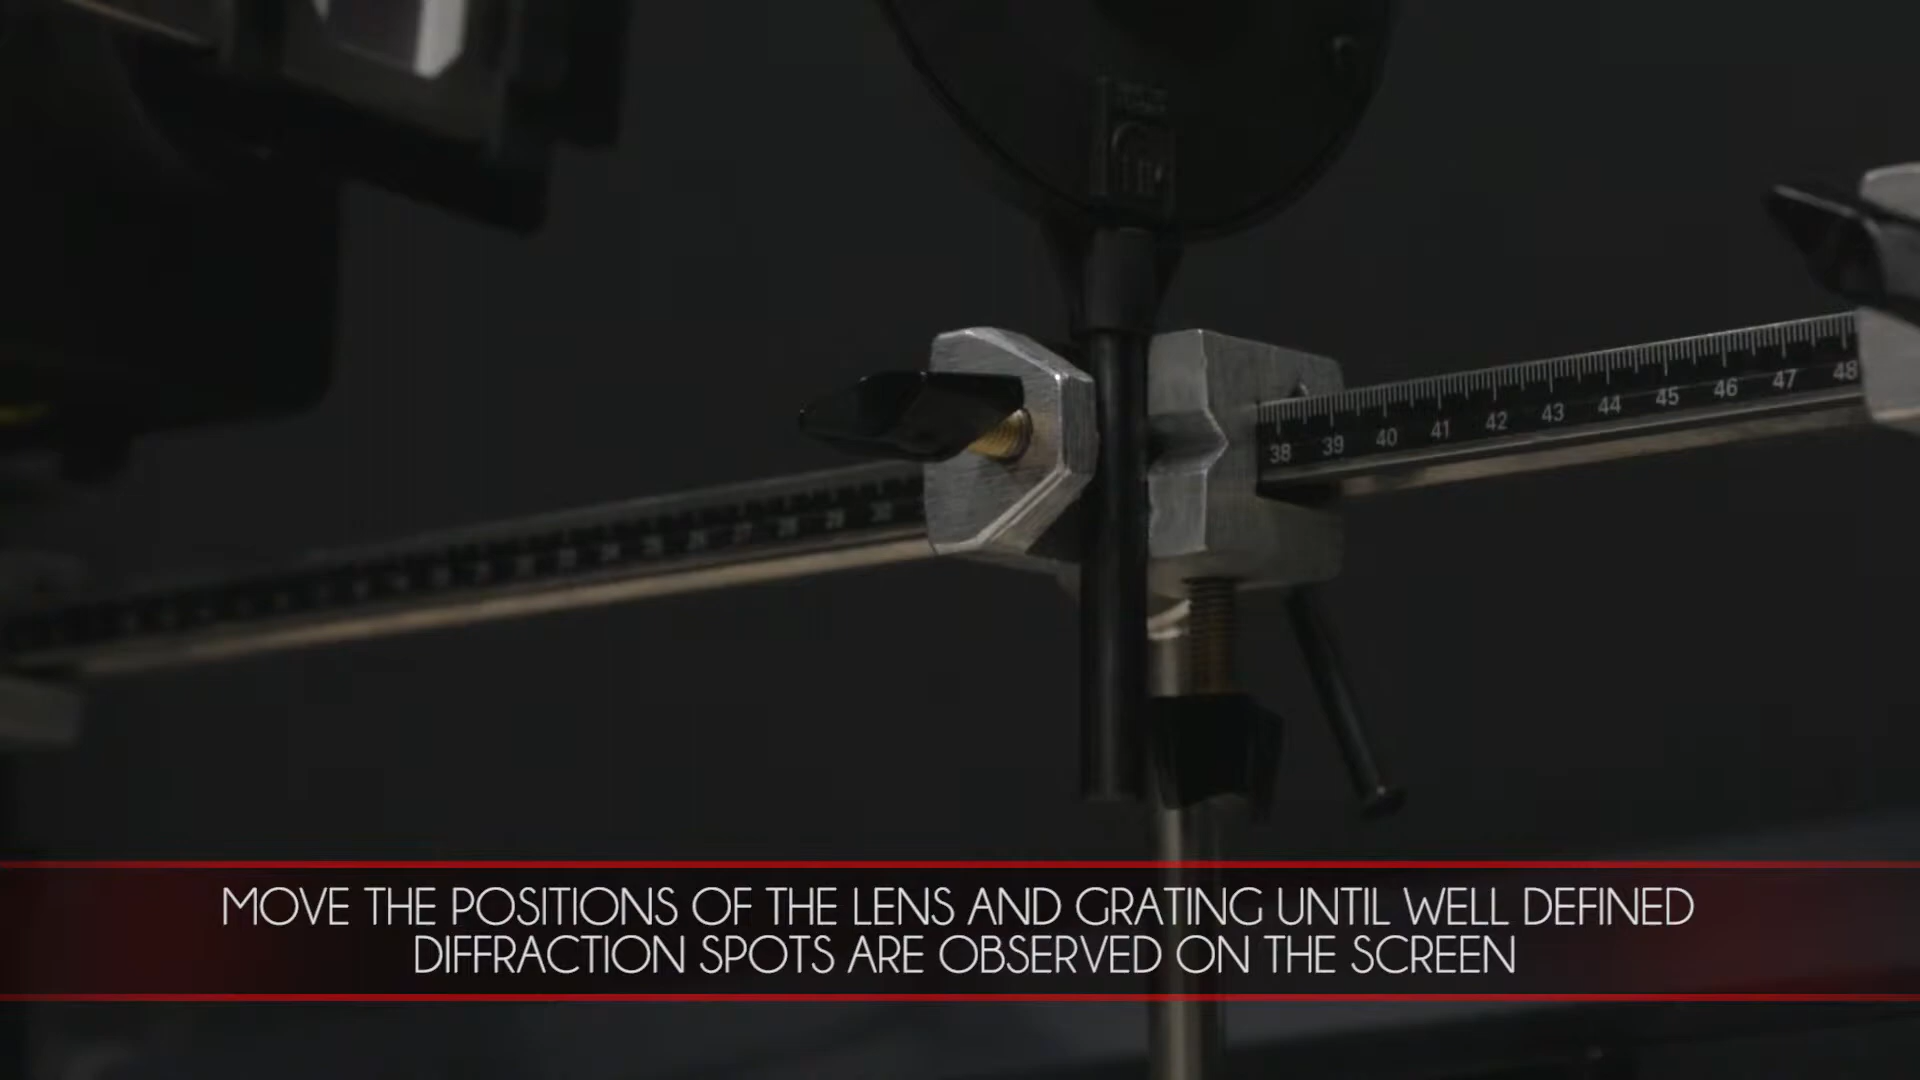 38 39 40 41 42 43 44 45 46 47 48
MOVE THE POSITIONS OF THE LENS AND GRATING UNTIL WELL DEFINED
DIFFRACTION SPOTS ARE OBSERVED ON THE SCREEN